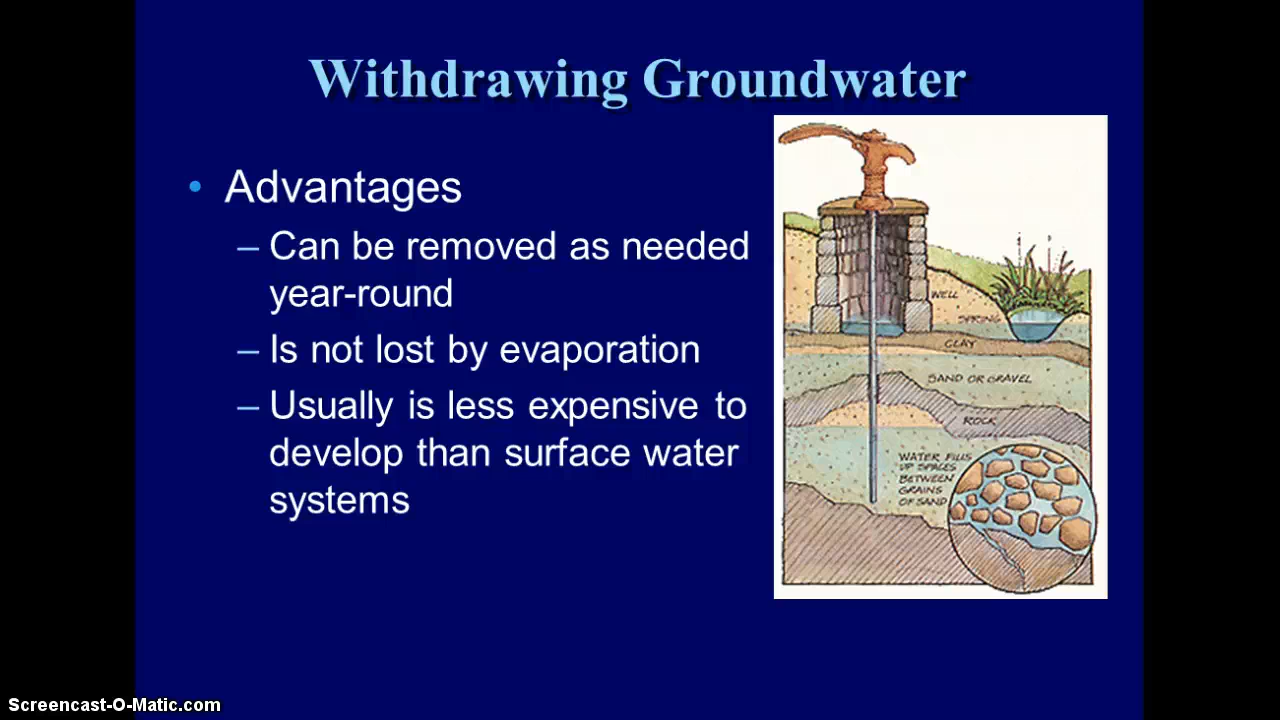 Withdrawing Groundwater
• Advantages
– Can be removed as needed
year-round
– Is not lost by evaporation
– Usually is less expensive to
develop than surface water
systems
WELL
SPRING
CLAY
SAND OR GRAVEL
ROCK
WATER FILLS
UP SPACES
BETWEEN
GRAINS
OF SAND
Screencast-O-Matic.com